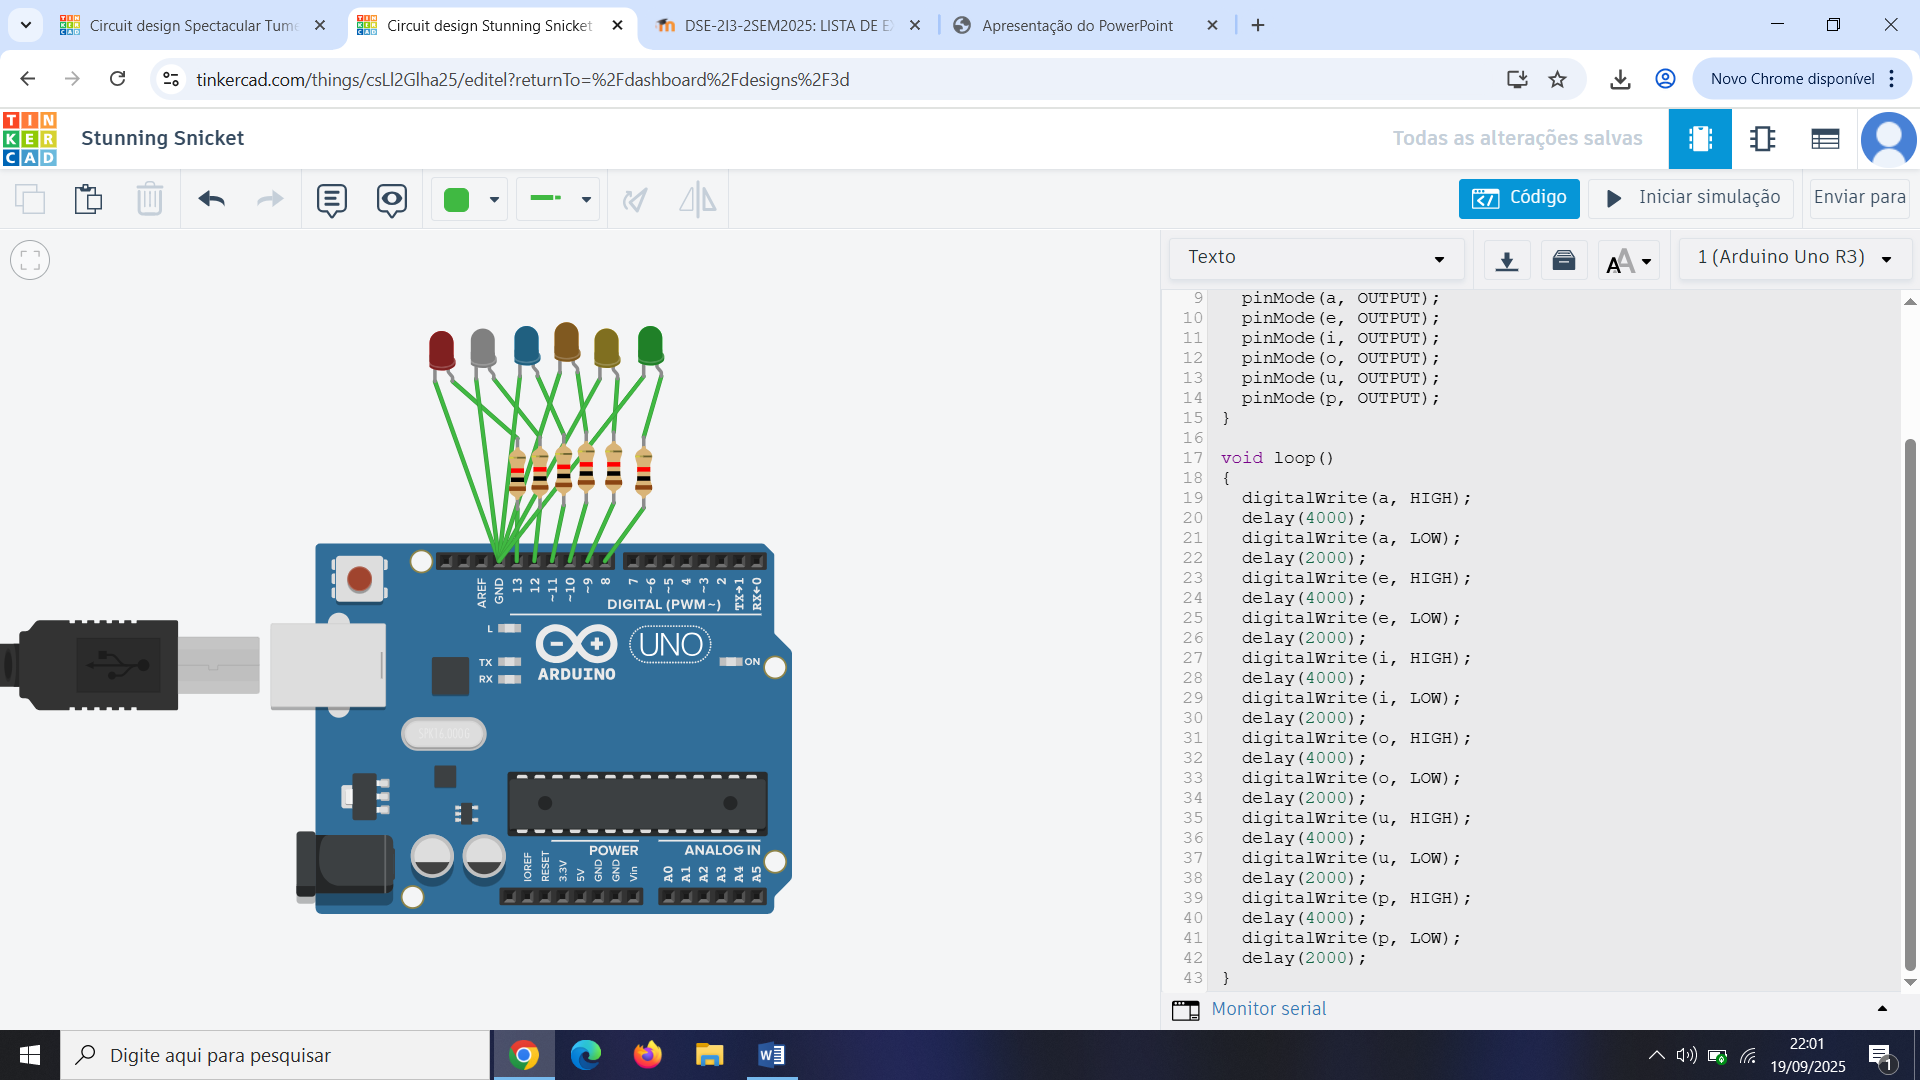 Circuit design Spectacular Tume
Circuit design Stunning Snicket
DSE-2I3-2SEM2025: LISTA DE E
Apresentação do PowerPoint
tinkercad.com/things/csLl2Glha25/editel?returnTo=%2Fdashboard%2Fdesigns%2F3d
Novo Chrome disponível
TIN
KER
CAD
Stunning Snicket
Todas as alterações salvas
Código
Iniciar simulação
Enviar para
Texto
1 (Arduino Uno R3)
9 pinMode(a, OUTPUT);
10 pinMode(e, OUTPUT);
11 pinMode(i, OUTPUT);
12 pinMode(o, OUTPUT);
13 pinMode(u, OUTPUT);
14 pinMode(p, OUTPUT);
15 }
16
17 void loop()
18 {
19 digitalWrite(a, HIGH);
20 delay(4000);
21 digitalWrite(a, LOW);
22 delay(2000);
23 digitalWrite(e, HIGH);
24 delay(4000);
25 digitalWrite(e, LOW);
26 delay(2000);
27 digitalWrite(i, HIGH);
28 delay(4000);
29 digitalWrite(i, LOW);
30 delay(2000);
31 digitalWrite(o, HIGH);
32 delay(4000);
33 digitalWrite(o, LOW);
34 delay(2000);
35 digitalWrite(u, HIGH);
36 delay(4000);
37 digitalWrite(u, LOW);
38 delay(2000);
39 digitalWrite(p, HIGH);
40 delay(4000);
41 digitalWrite(p, LOW);
42 delay(2000);
43 }
Monitor serial
AREF GND 13 12 ~11 ~10 ~9 8 7 ~6 ~5 4 ~3 2 TX→1 RX←0
DIGITAL (PWM~)
L
TX
RX
ARDUINO
UNO
ON
POWER
ANALOG IN
IOREF RESET 3.3V 5V GND GND Vin A0 A1 A2 A3 A4 A5
Digite aqui para pesquisar
22:01
19/09/2025
1